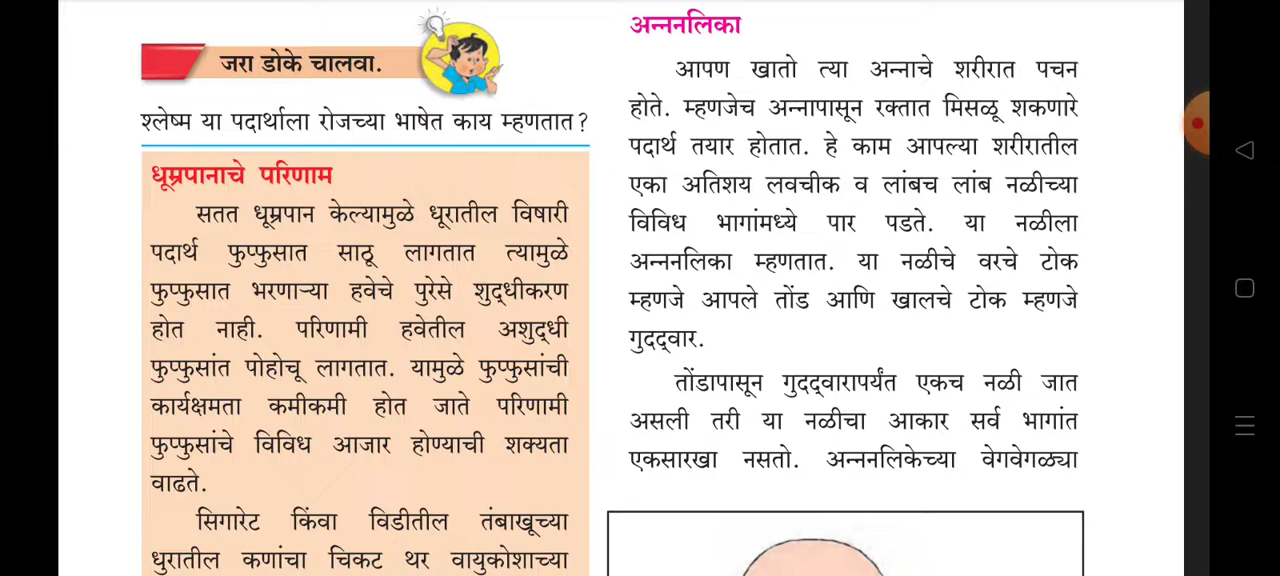 जरा डोके चालवा.
श्लेष्म या पदार्थाला रोजच्या भाषेत काय म्हणतात?
धूम्रपानाचे परिणाम
सतत धूम्रपान केल्यामुळे धूरातील विषारी
पदार्थ फुप्फुसात साठू लागतात त्यामुळे
फुप्फुसात भरणाऱ्या हवेचे पुरेसे शुद्धीकरण
होत नाही. परिणामी हवेतील अशुद्धी
फुप्फुसांत पोहोचू लागतात. यामुळे फुप्फुसांची
कार्यक्षमता कमीकमी होत जाते परिणामी
फुप्फुसांचे विविध आजार होण्याची शक्यता
वाढते.
सिगारेट किंवा विडीतील तंबाखूच्या
धुरातील कणांचा चिकट थर वायुकोशाच्या
अन्ननलिका
आपण खातो त्या अन्नाचे शरीरात पचन
होते. म्हणजेच अन्नापासून रक्तात मिसळू शकणारे
पदार्थ तयार होतात. हे काम आपल्या शरीरातील
एका अतिशय लवचीक व लांबच लांब नळीच्या
विविध भागांमध्ये पार पडते. या नळीला
अन्ननलिका म्हणतात. या नळीचे वरचे टोक
म्हणजे आपले तोंड आणि खालचे टोक म्हणजे
गुदद्वार.
तोंडापासून गुदद्वारापर्यंत एकच नळी जात
असली तरी या नळीचा आकार सर्व भागांत
एकसारखा नसतो. अन्ननलिकेच्या वेगवेगळ्या